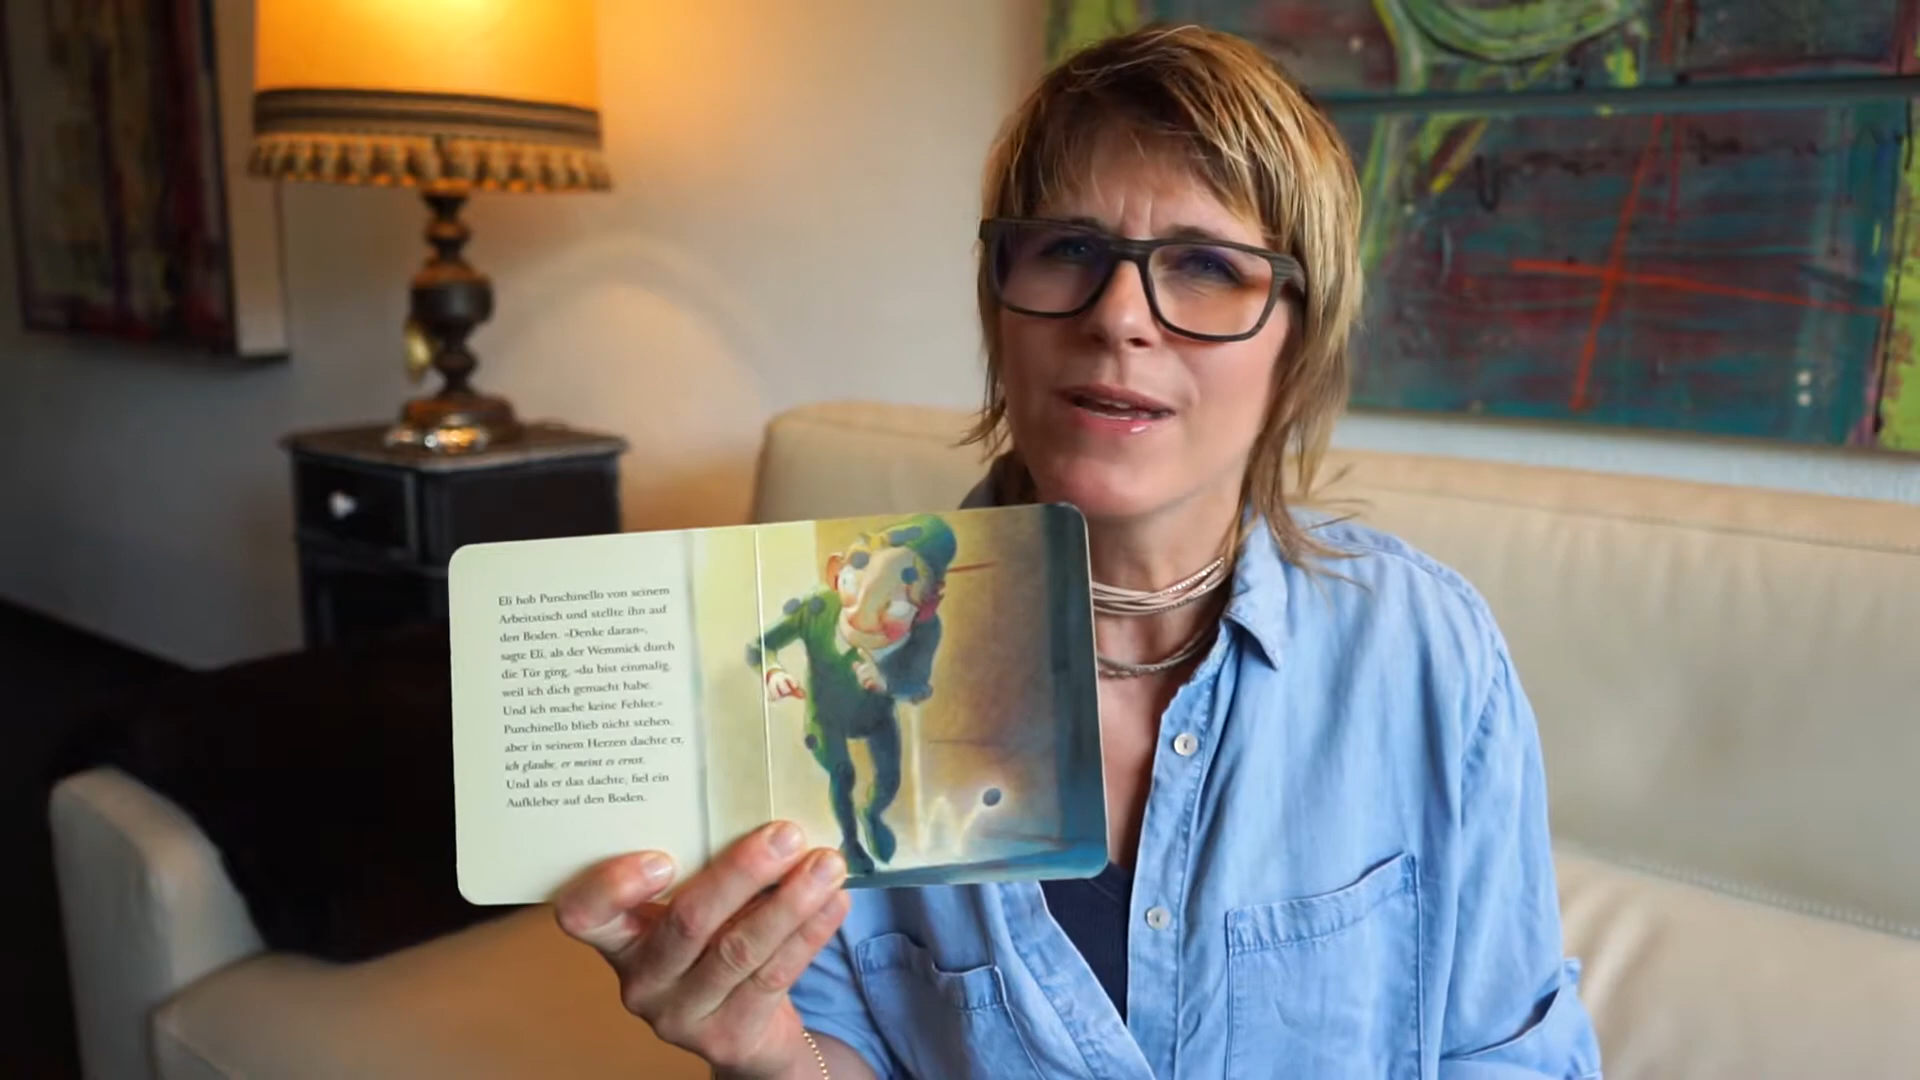 Eli hob Punchinello von seinem
Arbeitstisch und stellte ihn auf
den Boden. »Denke daran«,
sagte Eli, als der Wemmick durch
die Tür ging, »du bist einmalig,
weil ich dich gemacht habe.
Und ich mache keine Fehler.«
Punchinello blieb nicht stehen,
aber in seinem Herzen dachte er,
ich glaube, er meint es ernst.
Und als er das dachte, fiel ein
Aufkleber auf den Boden.